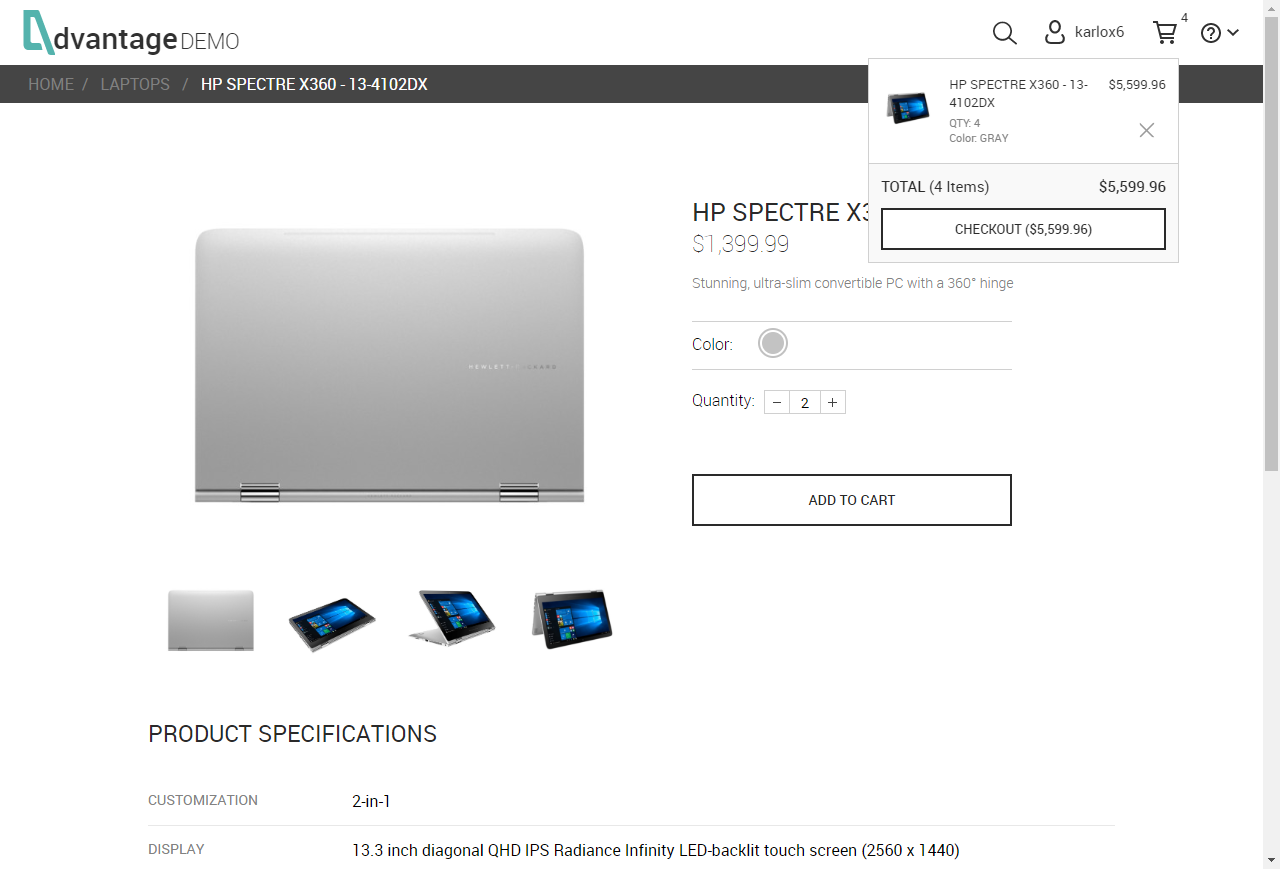 dvantage DEMO
karlox6
4
HOME / LAPTOPS / HP SPECTRE X360 - 13-4102DX
HP SPECTRE X360 - 13-
4102DX
$5,599.96
QTY: 4
Color: GRAY
TOTAL (4 Items) $5,599.96
CHECKOUT ($5,599.96)
HP SPECTRE
$1,399.99
Stunning, ultra-slim convertible PC with a 360° hinge
Color:
Quantity: − 2 +
ADD TO CART
PRODUCT SPECIFICATIONS
CUSTOMIZATION 2-in-1
DISPLAY 13.3 inch diagonal QHD IPS Radiance Infinity LED-backlit touch screen (2560 x 1440)